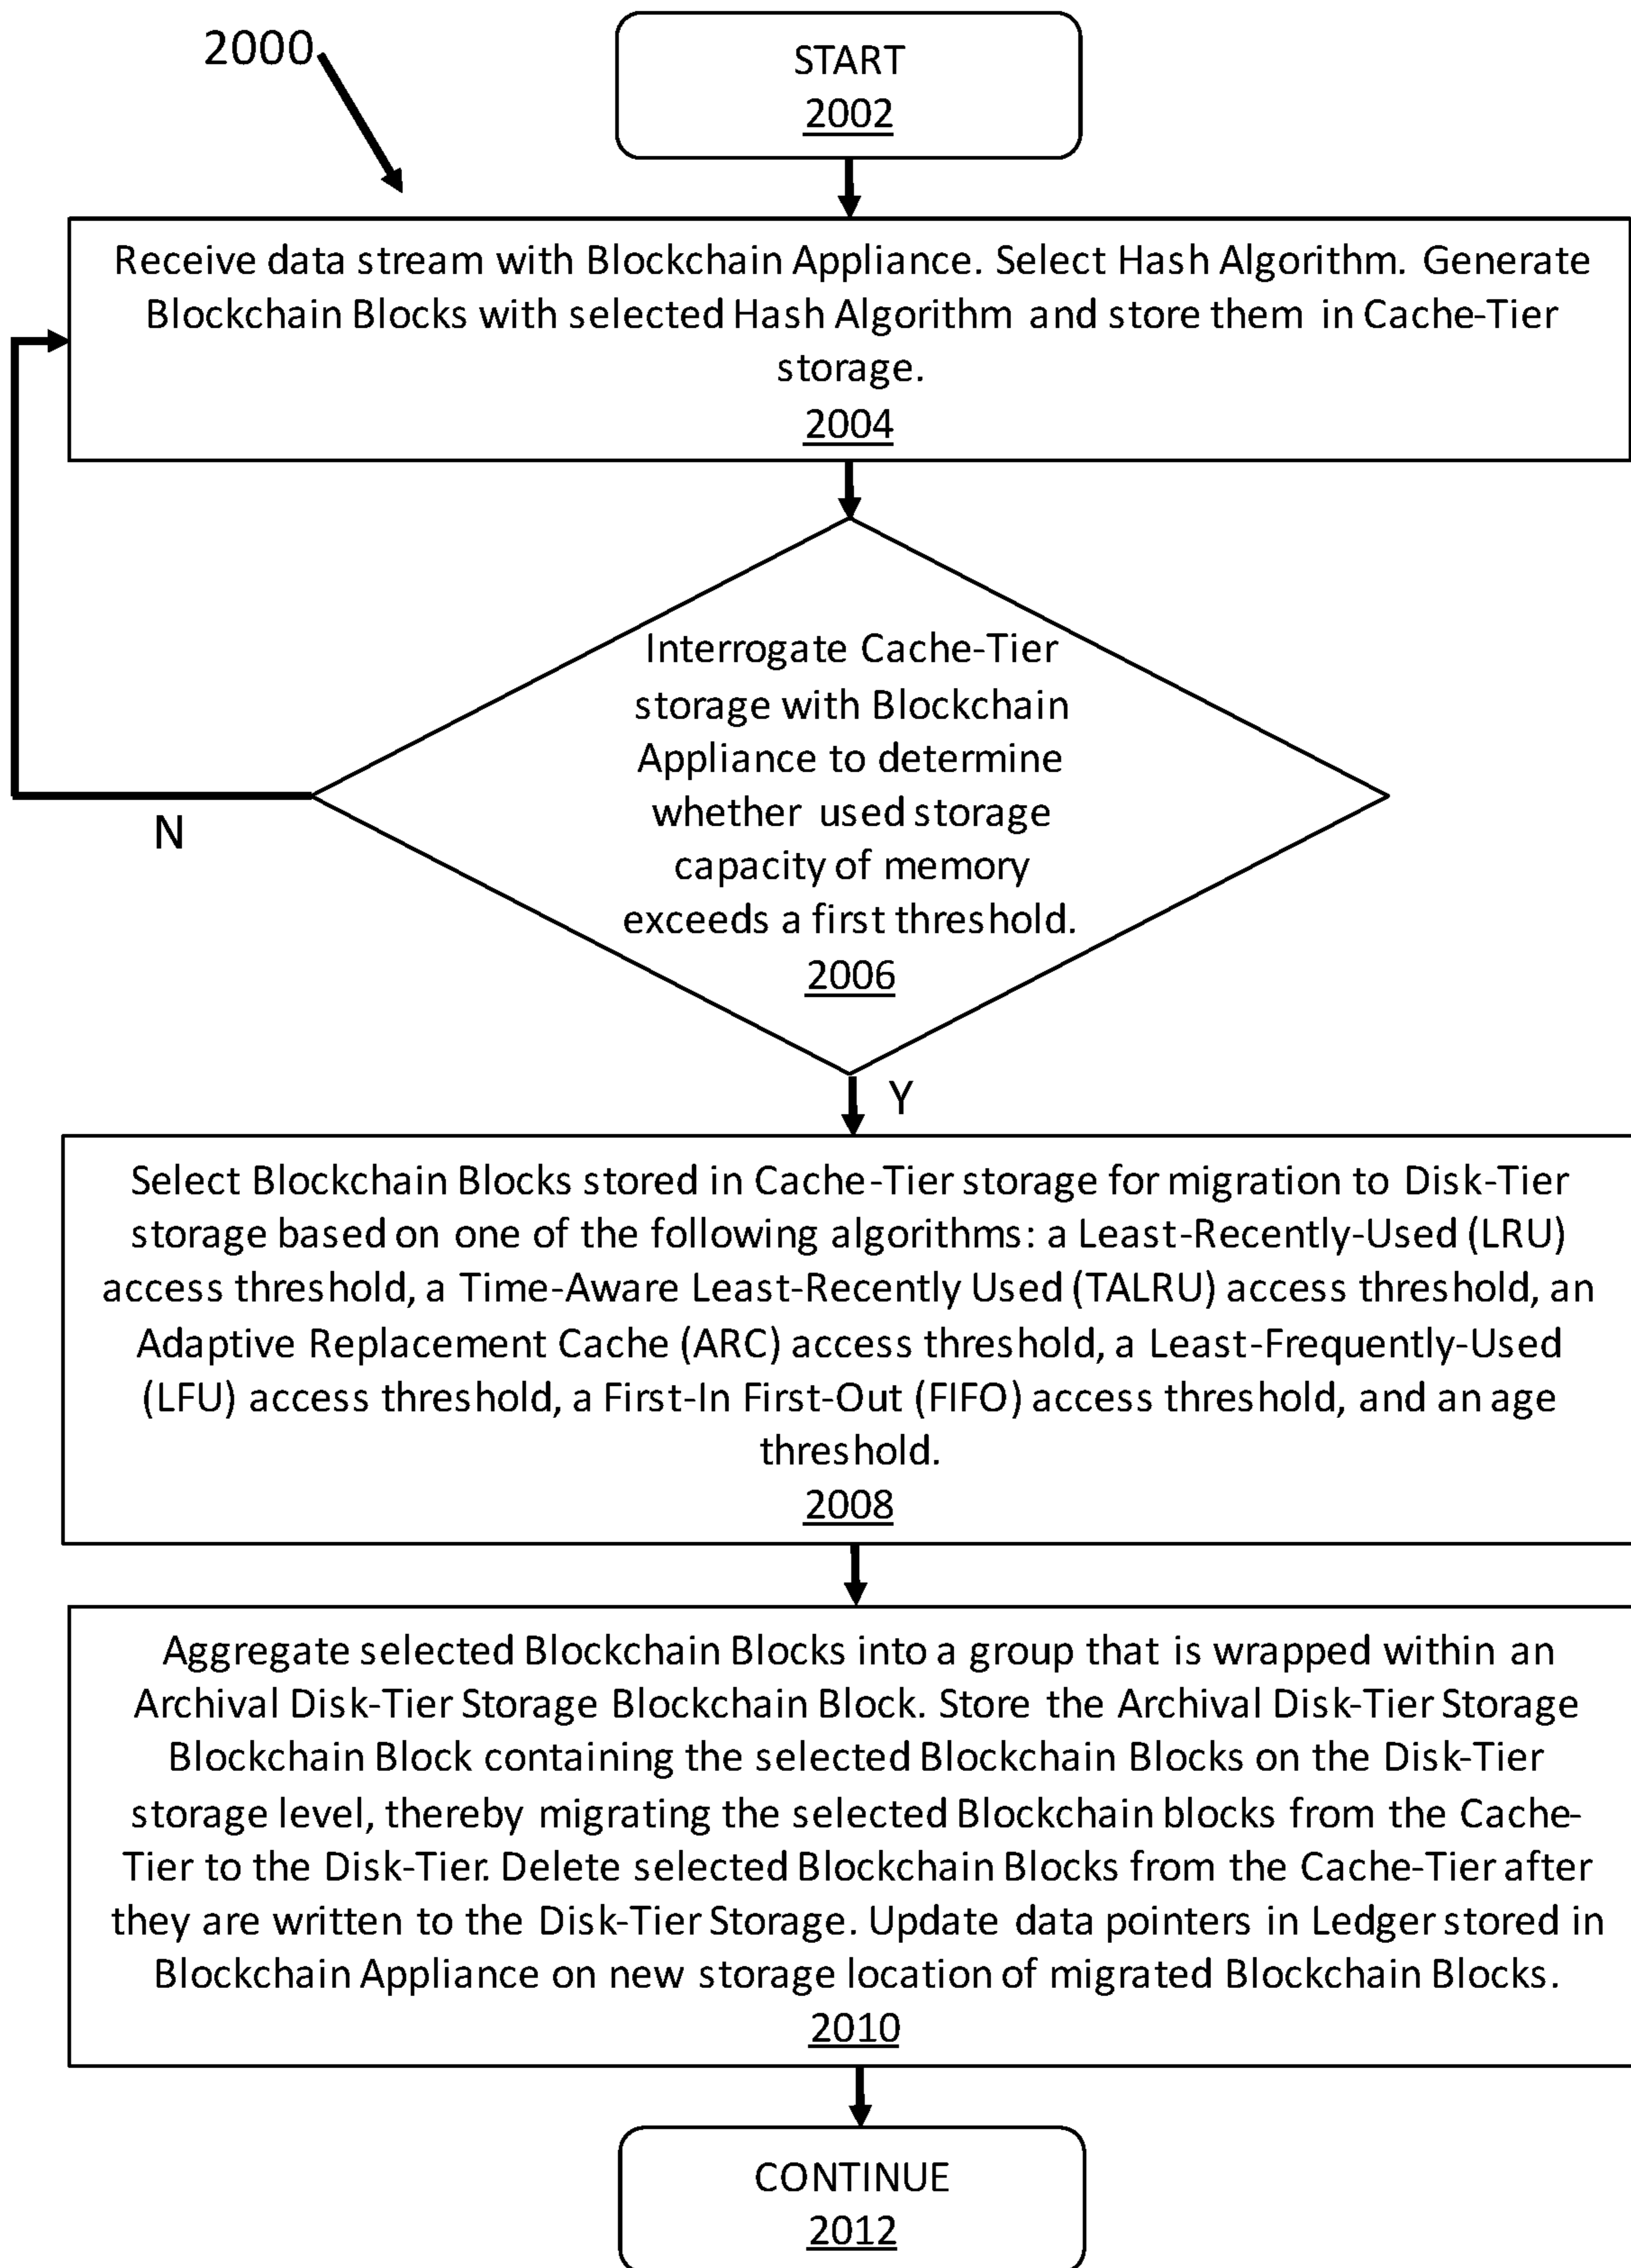 2000
START
2002
Receive data stream with Blockchain Appliance. Select Hash Algorithm. Generate
Blockchain Blocks with selected Hash Algorithm and store them in Cache-Tier
storage.
2004
Interrogate Cache-Tier
storage with Blockchain
Appliance to determine
whether used storage
capacity of memory
exceeds a first threshold.
2006
N
Y
Select Blockchain Blocks stored in Cache-Tier storage for migration to Disk-Tier
storage based on one of the following algorithms: a Least-Recently-Used (LRU)
access threshold, a Time-Aware Least-Recently Used (TALRU) access threshold, an
Adaptive Replacement Cache (ARC) access threshold, a Least-Frequently-Used
(LFU) access threshold, a First-In First-Out (FIFO) access threshold, and an age
threshold.
2008
Aggregate selected Blockchain Blocks into a group that is wrapped within an
Archival Disk-Tier Storage Blockchain Block. Store the Archival Disk-Tier Storage
Blockchain Block containing the selected Blockchain Blocks on the Disk-Tier
storage level, thereby migrating the selected Blockchain blocks from the Cache-
Tier to the Disk-Tier. Delete selected Blockchain Blocks from the Cache-Tier after
they are written to the Disk-Tier Storage. Update data pointers in Ledger stored in
Blockchain Appliance on new storage location of migrated Blockchain Blocks.
2010
CONTINUE
2012